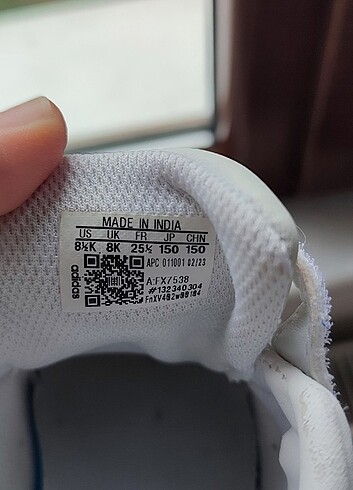 MADE IN INDIA
US UK FR JP CHN
8½K 8K 25½ 150 150
adidas
APC 011001 02/23
A:FX7538
#132340304